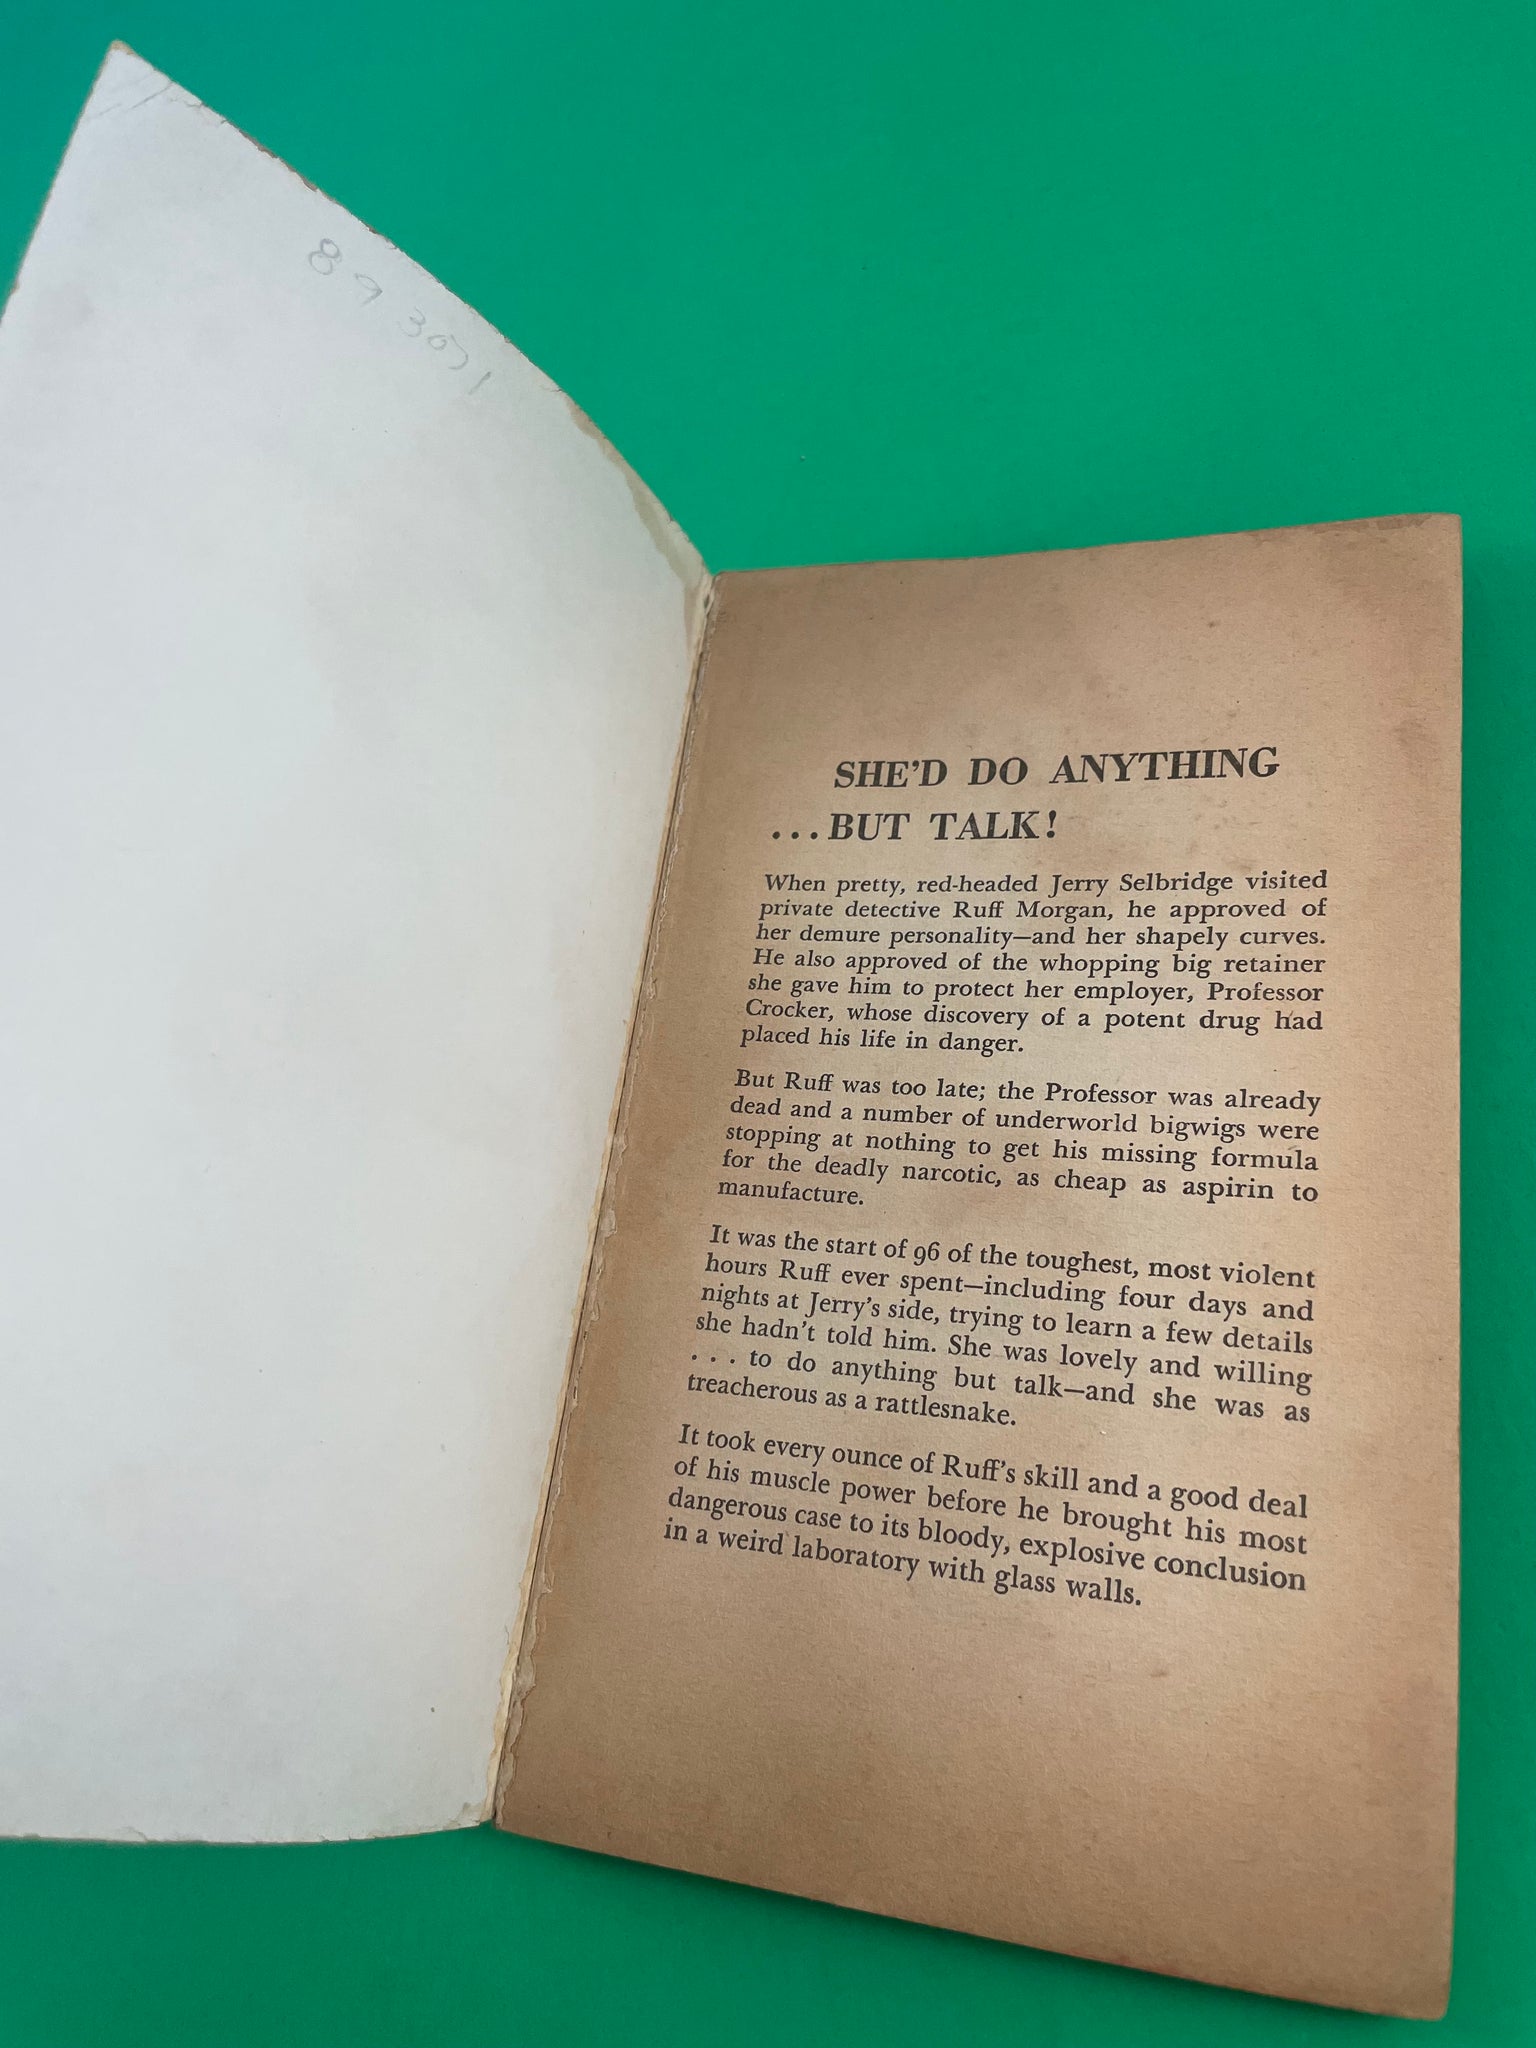 89 3071
SHE'D DO ANYTHING
...BUT TALK!
When pretty, red-headed Jerry Selbridge visited
private detective Ruff Morgan, he approved of
her demure personality—and her shapely curves.
He also approved of the whopping big retainer
she gave him to protect her employer, Professor
Crocker, whose discovery of a potent drug had
placed his life in danger.
But Ruff was too late; the Professor was already
dead and a number of underworld bigwigs were
stopping at nothing to get his missing formula
for the deadly narcotic, as cheap as aspirin to
manufacture.
It was the start of 96 of the toughest, most violent
hours Ruff ever spent—including four days and
nights at Jerry's side, trying to learn a few details
she hadn't told him. She was lovely and willing
. . . to do anything but talk—and she was as
treacherous as a rattlesnake.
It took every ounce of Ruff's skill and a good deal
of his muscle power before he brought his most
dangerous case to its bloody, explosive conclusion
in a weird laboratory with glass walls.